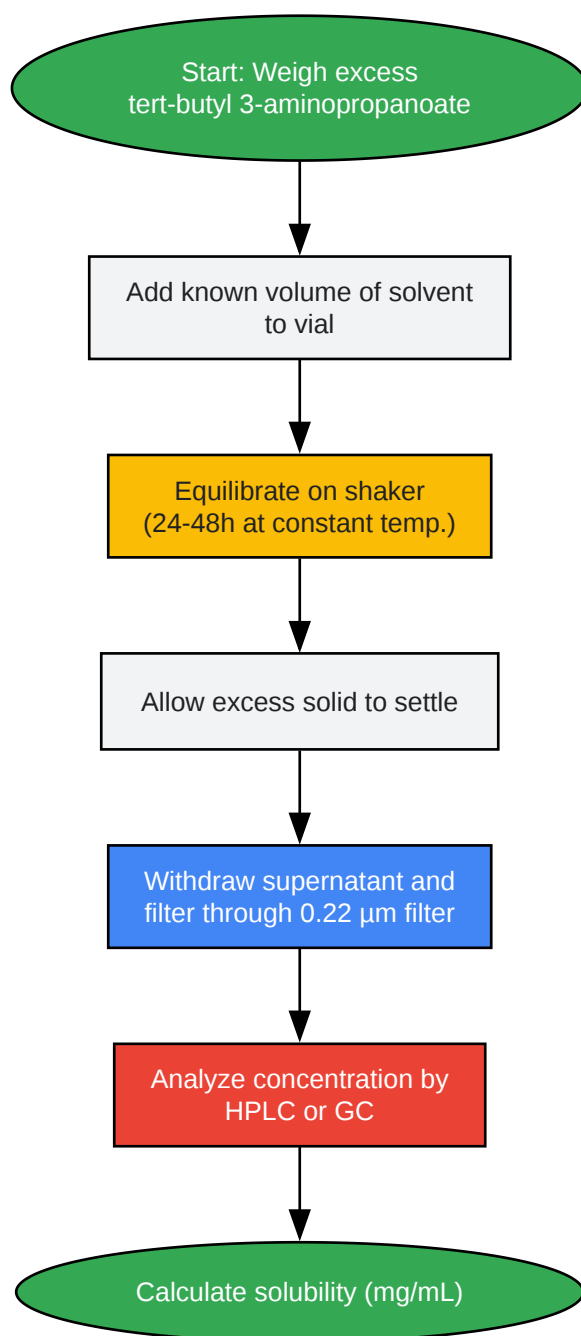 Start: Weigh excess
tert-butyl 3-aminopropanoate
Add known volume of solvent
to vial
Equilibrate on shaker
(24-48h at constant temp.)
Allow excess solid to settle
Withdraw supernatant and
filter through 0.22 µm filter
Analyze concentration by
HPLC or GC
Calculate solubility (mg/mL)